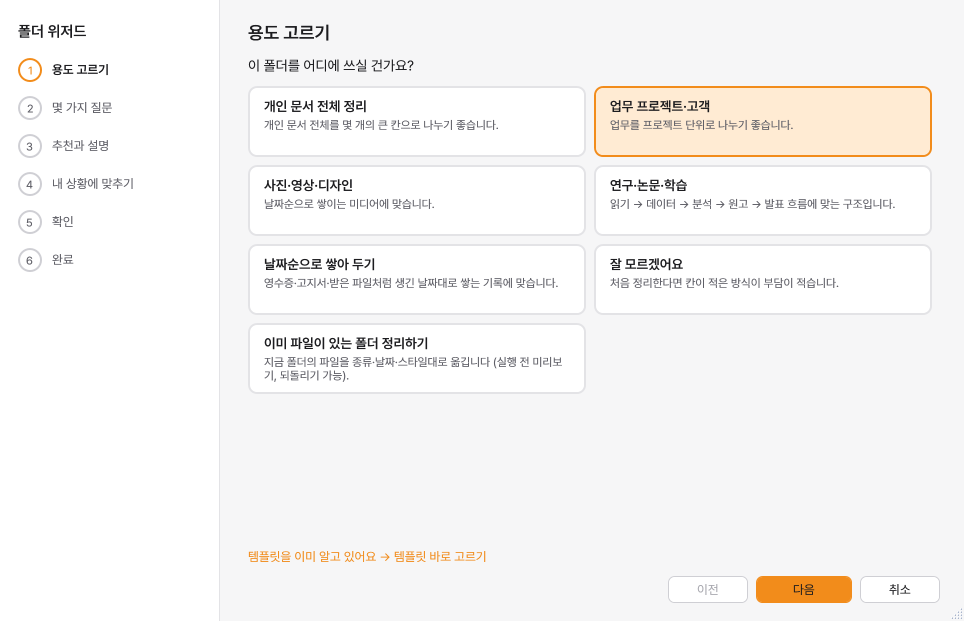 폴더 위저드
1 용도 고르기
2 몇 가지 질문
3 추천과 설명
4 내 상황에 맞추기
5 확인
6 완료
용도 고르기
이 폴더를 어디에 쓰실 건가요?
개인 문서 전체 정리
개인 문서 전체를 몇 개의 큰 칸으로 나누기 좋습니다.
업무 프로젝트·고객
업무를 프로젝트 단위로 나누기 좋습니다.
사진·영상·디자인
날짜순으로 쌓이는 미디어에 맞습니다.
연구·논문·학습
읽기 → 데이터 → 분석 → 원고 → 발표 흐름에 맞는 구조입니다.
날짜순으로 쌓아 두기
영수증·고지서·받은 파일처럼 생긴 날짜대로 쌓는 기록에 맞습니다.
잘 모르겠어요
처음 정리한다면 칸이 적은 방식이 부담이 적습니다.
이미 파일이 있는 폴더 정리하기
지금 폴더의 파일을 종류·날짜·스타일대로 옮깁니다 (실행 전 미리보
기, 되돌리기 가능).
템플릿을 이미 알고 있어요 → 템플릿 바로 고르기
이전
다음
취소